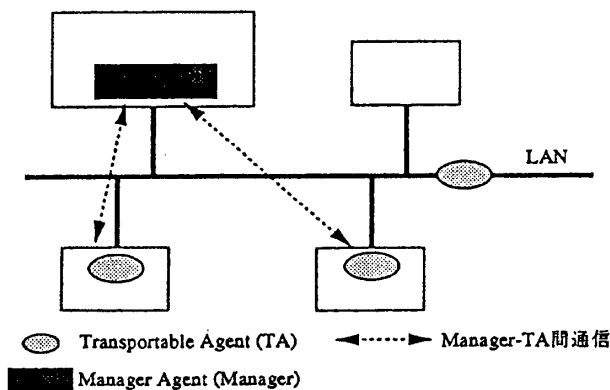 LAN
Transportable Agent (TA)
Manager-TA間通信
Manager Agent (Manager)